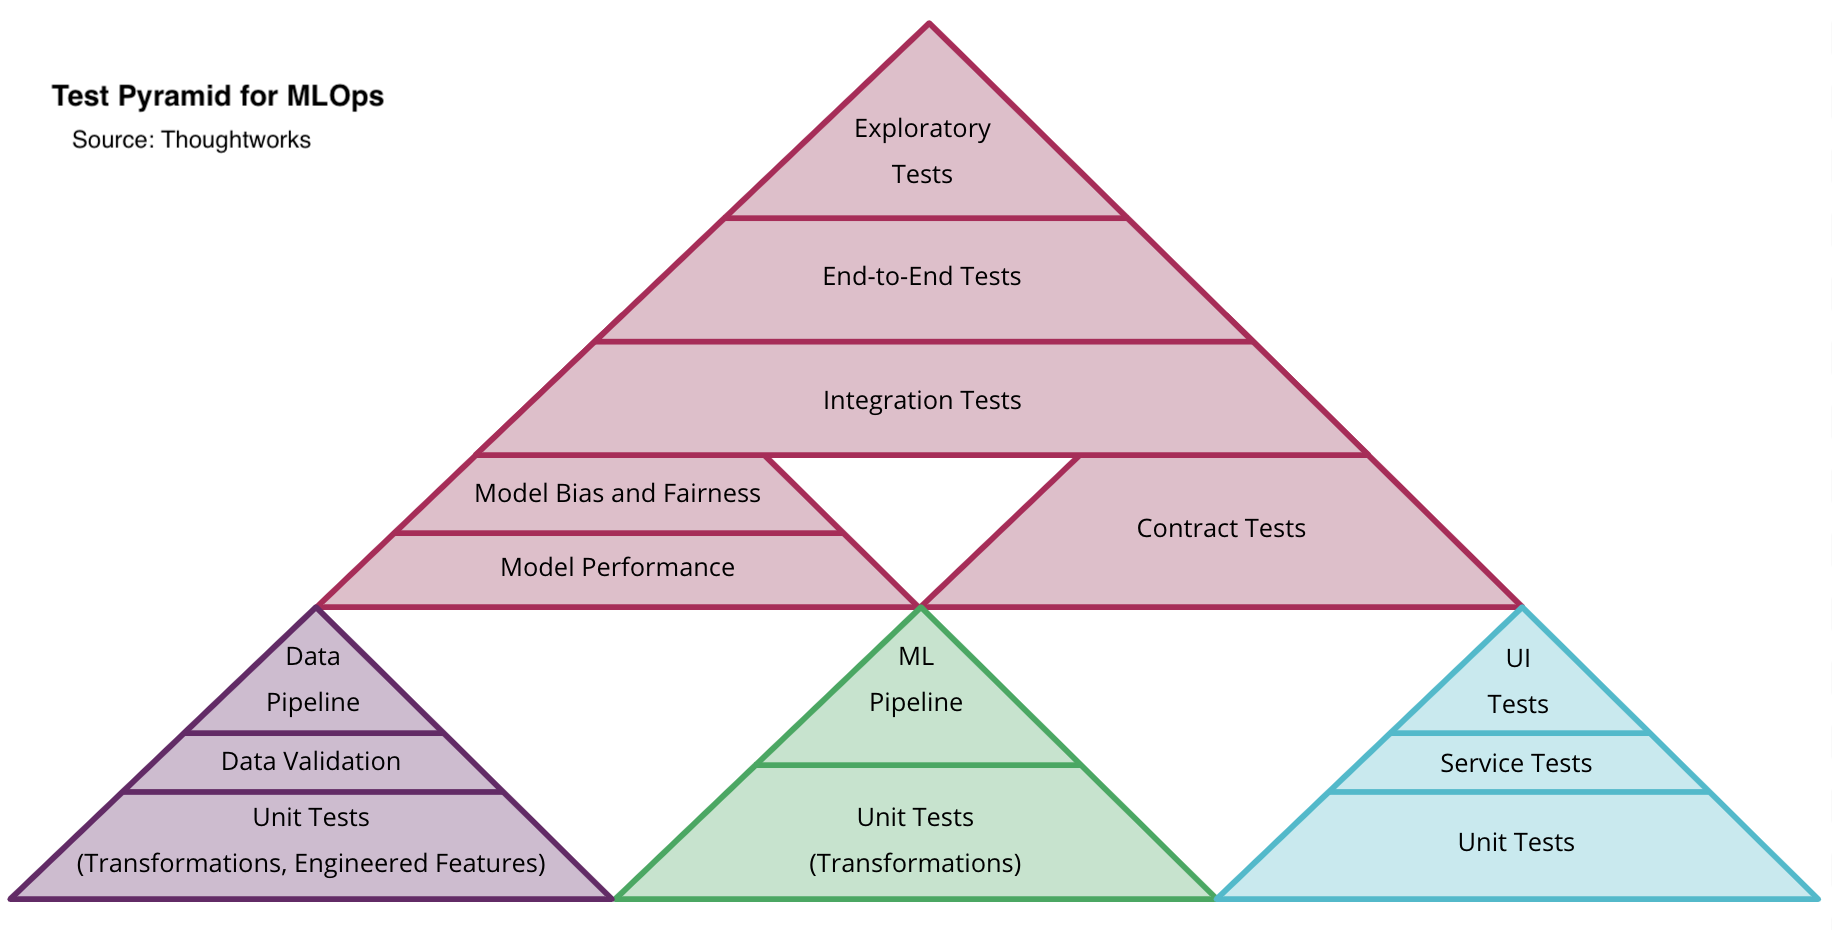 Test Pyramid for MLOps
Source: Thoughtworks
Exploratory
Tests
End-to-End Tests
Integration Tests
Model Bias and Fairness
Model Performance
Contract Tests
Data
Pipeline
Data Validation
Unit Tests
(Transformations, Engineered Features)
ML
Pipeline
Unit Tests
(Transformations)
UI
Tests
Service Tests
Unit Tests